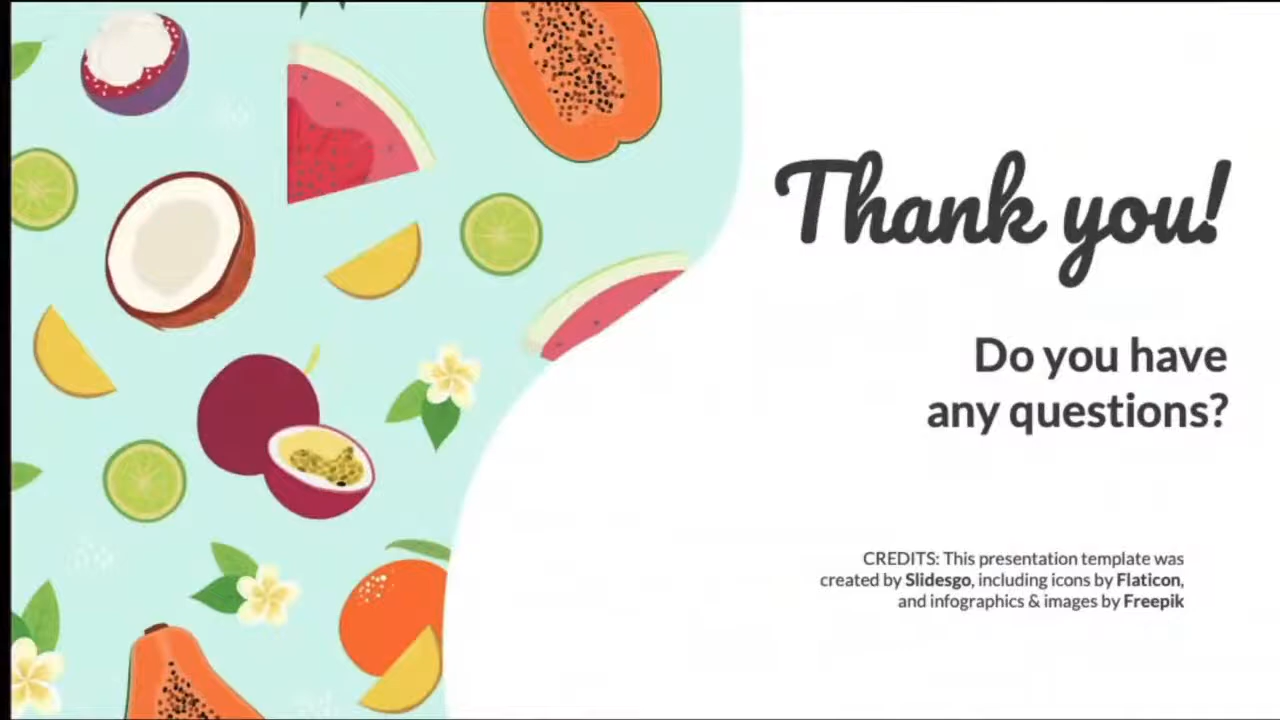 Thank you!
Do you have
any questions?
CREDITS: This presentation template was
created by Slidesgo, including icons by Flaticon,
and infographics & images by Freepik